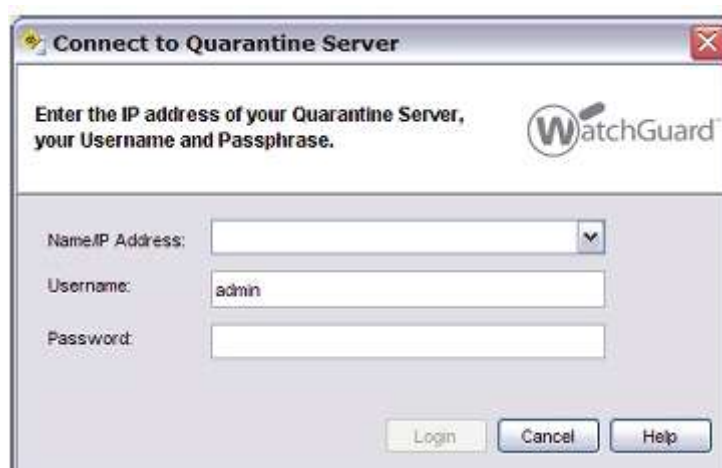 Connect to Quarantine Server
Enter the IP address of your Quarantine Server,
your Username and Passphrase.
WatchGuard
Name/IP Address:
Username: admin
Password:
Login Cancel Help